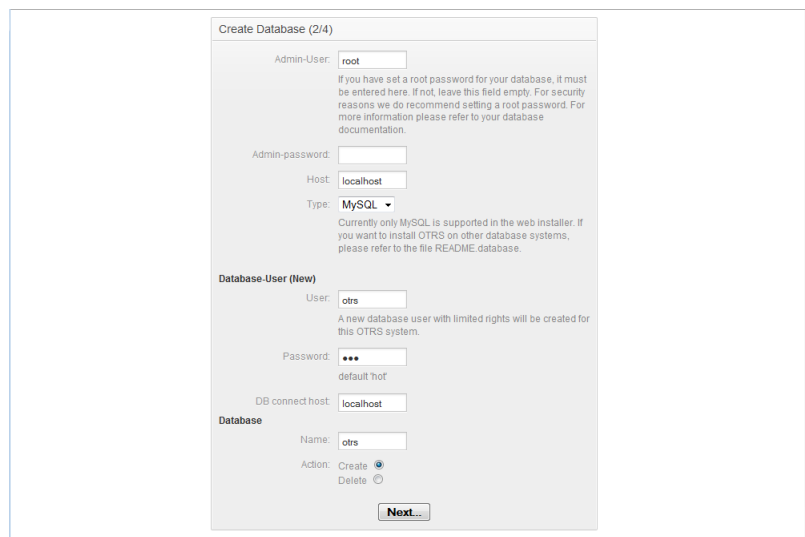 Create Database (2/4)
Admin-User: root
If you have set a root password for your database, it must
be entered here. If not, leave this field empty. For security
reasons we do recommend setting a root password. For
more information please refer to your database
documentation.
Admin-password:
Host: localhost
Type: MySQL
Currently only MySQL is supported in the web installer. If
you want to install OTRS on other database systems,
please refer to the file README.database.
Database-User (New)
User: otrs
A new database user with limited rights will be created for
this OTRS system.
Password: •••
default 'hot'
DB connect host: localhost
Database
Name: otrs
Action: Create
Delete
Next...